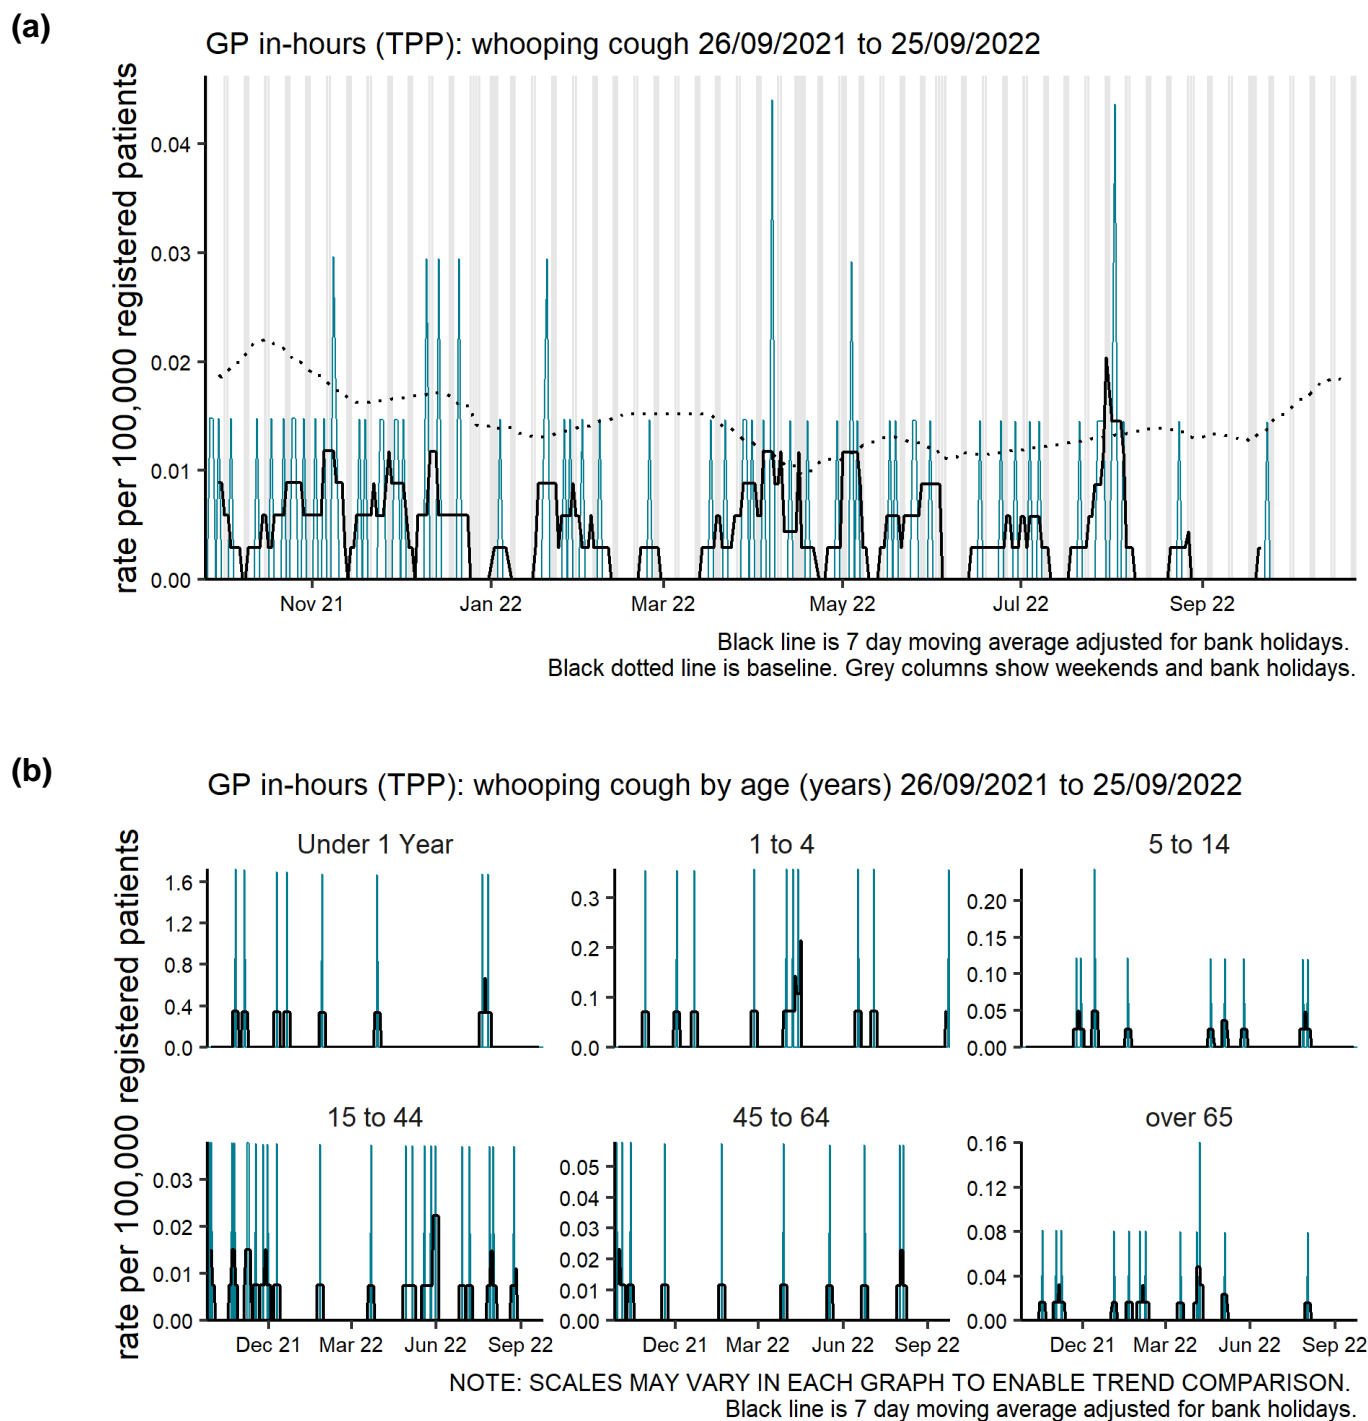 (a)
GP in-hours (TPP): whooping cough 26/09/2021 to 25/09/2022
rate per 100,000 registered patients
0.04
0.03
0.02
0.01
0.00
Nov 21 Jan 22 Mar 22 May 22 Jul 22 Sep 22
Black line is 7 day moving average adjusted for bank holidays.
Black dotted line is baseline. Grey columns show weekends and bank holidays.
(b)
GP in-hours (TPP): whooping cough by age (years) 26/09/2021 to 25/09/2022
rate per 100,000 registered patients
Under 1 Year
1.6
1.2
0.8
0.4
0.0
1 to 4
0.3
0.2
0.1
0.0
5 to 14
0.20
0.15
0.10
0.05
0.00
15 to 44
0.03
0.02
0.01
0.00
Dec 21 Mar 22 Jun 22 Sep 22
45 to 64
0.05
0.04
0.03
0.02
0.01
0.00
Dec 21 Mar 22 Jun 22 Sep 22
over 65
0.16
0.12
0.08
0.04
0.00
Dec 21 Mar 22 Jun 22 Sep 22
NOTE: SCALES MAY VARY IN EACH GRAPH TO ENABLE TREND COMPARISON.
Black line is 7 day moving average adjusted for bank holidays.